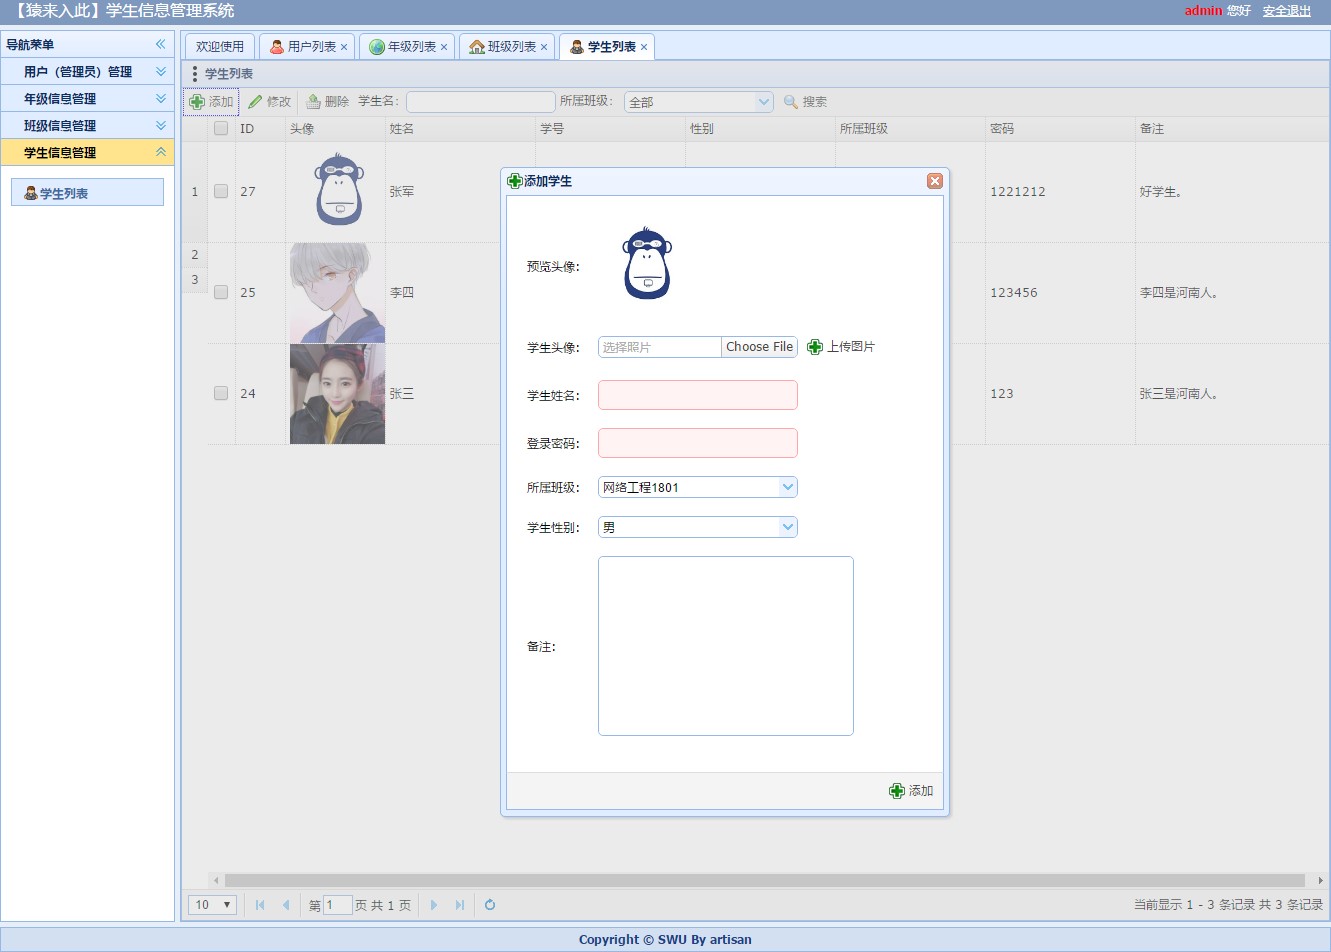 【猿来入此】学生信息管理系统
admin 您好 安全退出
导航菜单
用户（管理员）管理
年级信息管理
班级信息管理
学生信息管理
学生列表
欢迎使用 用户列表 年级列表 班级列表 学生列表
学生列表
添加 修改 删除 学生名: 所属班级: 全部 搜索
ID 头像 姓名 学号 性别 所属班级 密码 备注
1 27 张军 1221212 好学生。
2
3
25 李四 123456 李四是河南人。
24 张三 123 张三是河南人。
添加学生
预览头像:
学生头像: 选择照片 Choose File 上传图片
学生姓名:
登录密码:
所属班级: 网络工程1801
学生性别: 男
备注:
添加
10 第 1 页 共 1 页
当前显示 1 - 3 条记录 共 3 条记录
Copyright © SWU By artisan